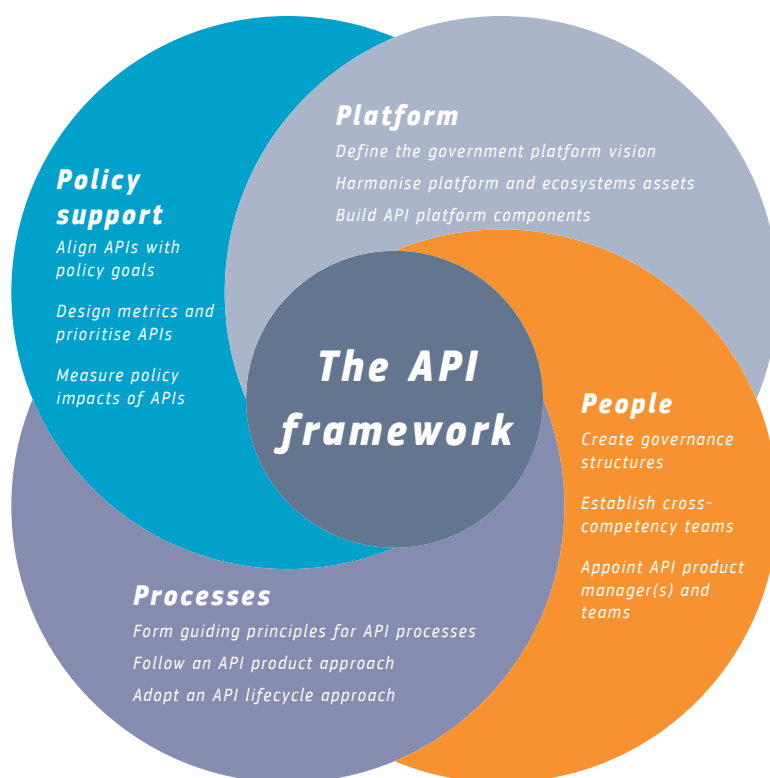 Platform
Define the government platform vision
Harmonise platform and ecosystems assets
Build API platform components
Policy
support
Align APIs with
policy goals
Design metrics and
prioritise APIs
Measure policy
impacts of APIs
The API
framework
People
Create governance
structures
Establish cross-
competency teams
Appoint API product
manager(s) and
teams
Processes
Form guiding principles for API processes
Follow an API product approach
Adopt an API lifecycle approach